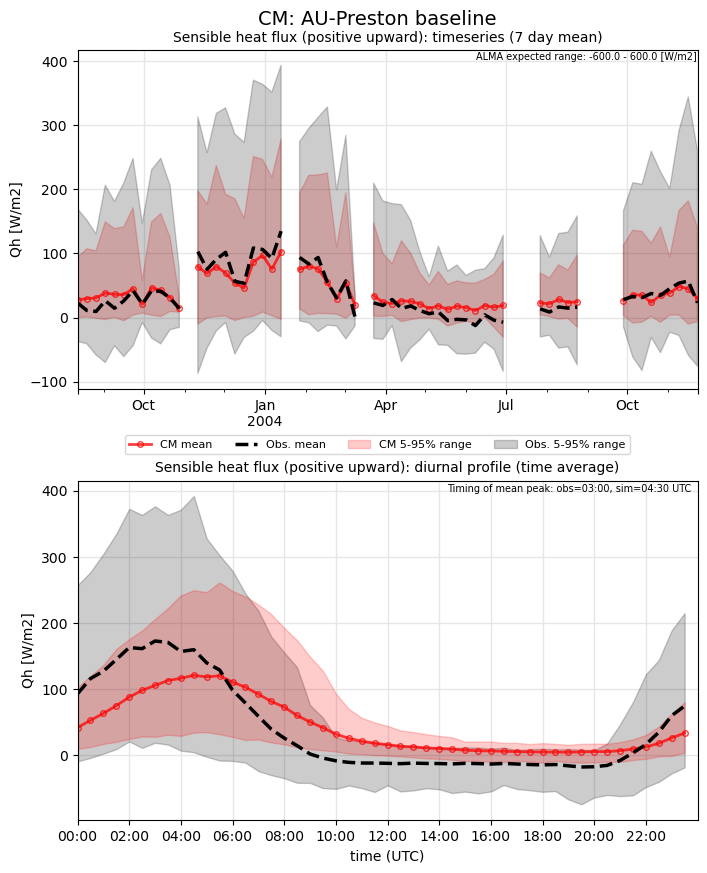 CM: AU-Preston baseline
Sensible heat flux (positive upward): timeseries (7 day mean)
ALMA expected range: -600.0 - 600.0 [W/m2]
400
300
200
100
0
−100
Qh [W/m2]
Oct
Jan
2004
Apr
Jul
Oct
CM mean
Obs. mean
CM 5-95% range
Obs. 5-95% range
Sensible heat flux (positive upward): diurnal profile (time average)
Timing of mean peak: obs=03:00, sim=04:30 UTC
400
300
200
100
0
Qh [W/m2]
00:00 02:00 04:00 06:00 08:00 10:00 12:00 14:00 16:00 18:00 20:00 22:00
time (UTC)